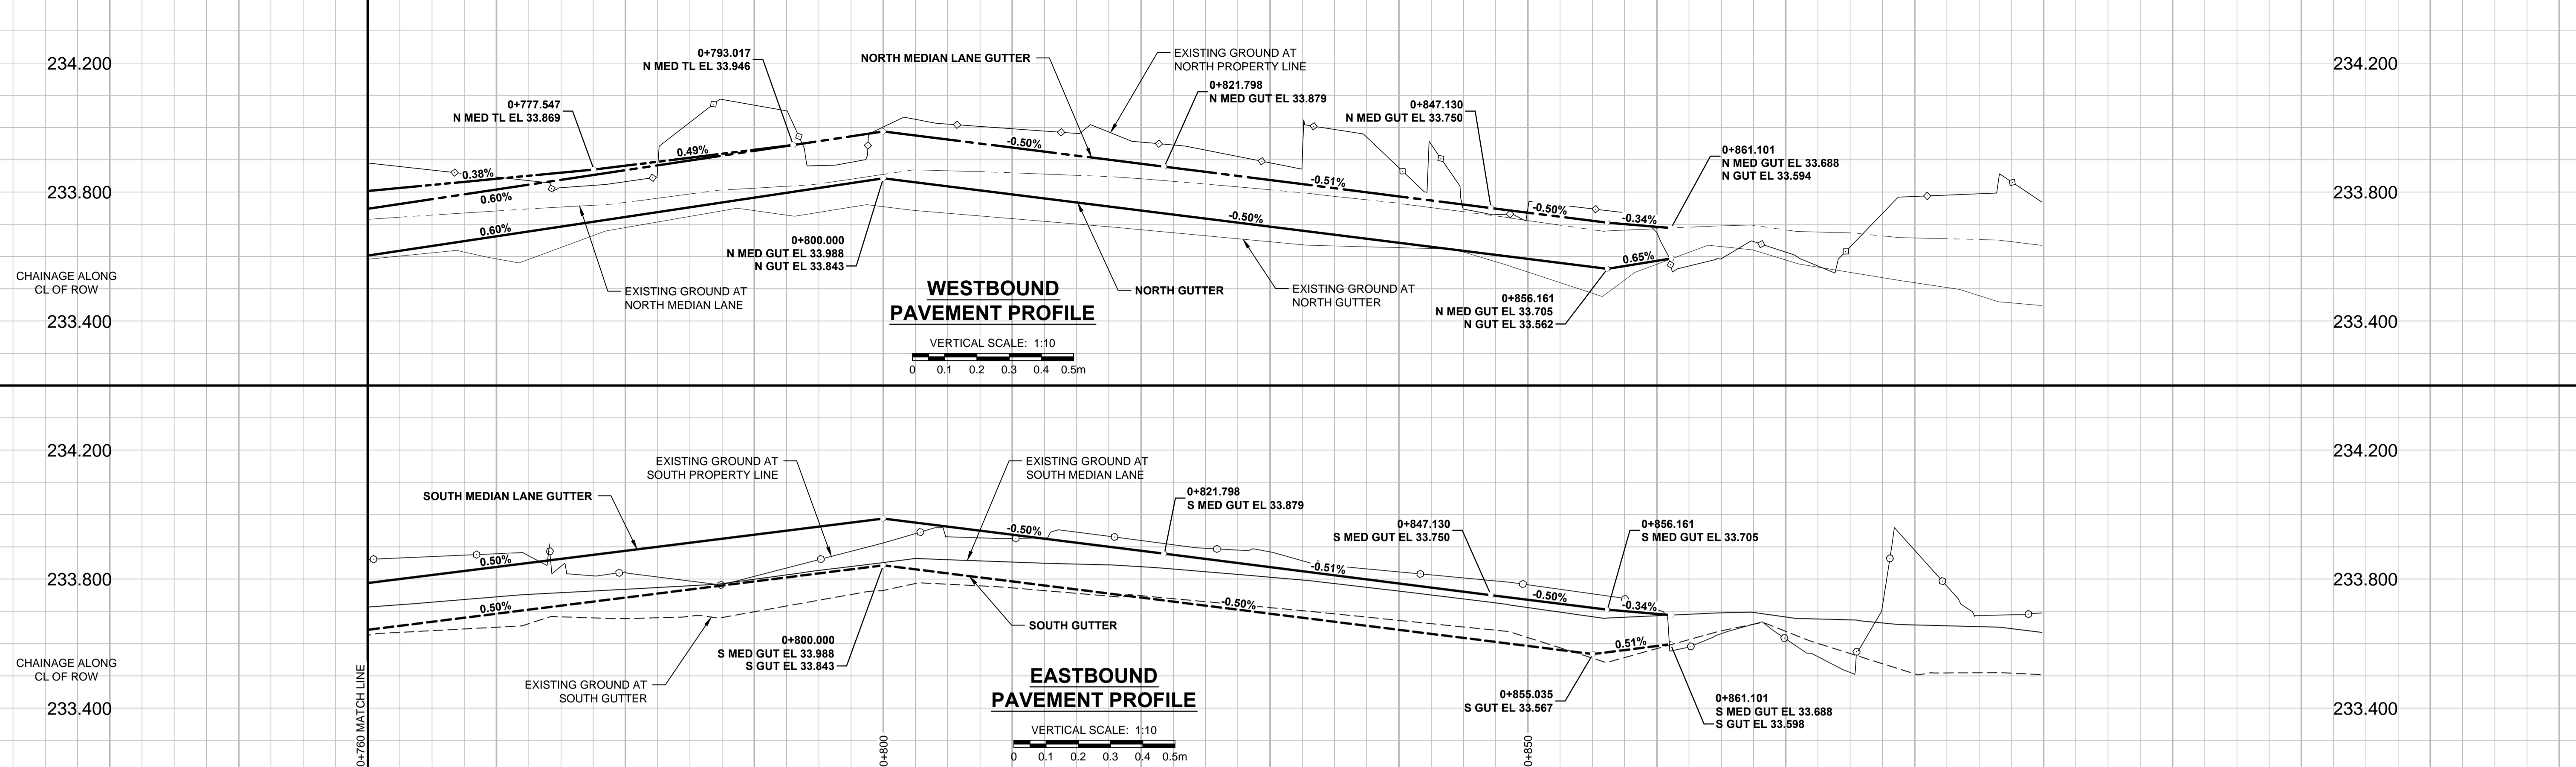 234.200
0+793.017
N MED TL EL 33.946
NORTH MEDIAN LANE GUTTER
EXISTING GROUND AT
NORTH PROPERTY LINE
234.200
0+777.547
N MED TL EL 33.869
0+821.798
N MED GUT EL 33.879
0+847.130
N MED GUT EL 33.750
0+861.101
N MED GUT EL 33.688
N GUT EL 33.594
0.49%
-0.50%
233.800
0.38%
-0.51%
233.800
0.60%
-0.50%
-0.34%
0.60%
-0.50%
0+800.000
N MED GUT EL 33.988
N GUT EL 33.843
0.65%
CHAINAGE ALONG
CL OF ROW
EXISTING GROUND AT
NORTH MEDIAN LANE
WESTBOUND
PAVEMENT PROFILE
NORTH GUTTER
EXISTING GROUND AT
NORTH GUTTER
0+856.161
N MED GUT EL 33.705
N GUT EL 33.562
233.400
233.400
VERTICAL SCALE: 1:10
0 0.1 0.2 0.3 0.4 0.5m
234.200
234.200
EXISTING GROUND AT
SOUTH PROPERTY LINE
EXISTING GROUND AT
SOUTH MEDIAN LANE
SOUTH MEDIAN LANE GUTTER
0+821.798
S MED GUT EL 33.879
0+847.130
S MED GUT EL 33.750
0+856.161
S MED GUT EL 33.705
-0.50%
0.50%
-0.51%
233.800
233.800
-0.50%
-0.34%
0.50%
-0.50%
SOUTH GUTTER
0.51%
0+800.000
S MED GUT EL 33.988
S GUT EL 33.843
CHAINAGE ALONG
CL OF ROW
EXISTING GROUND AT
SOUTH GUTTER
EASTBOUND
PAVEMENT PROFILE
0+855.035
S GUT EL 33.567
0+861.101
S MED GUT EL 33.688
S GUT EL 33.598
233.400
233.400
VERTICAL SCALE: 1:10
0 0.1 0.2 0.3 0.4 0.5m
0+760 MATCH LINE
0+800
0+850